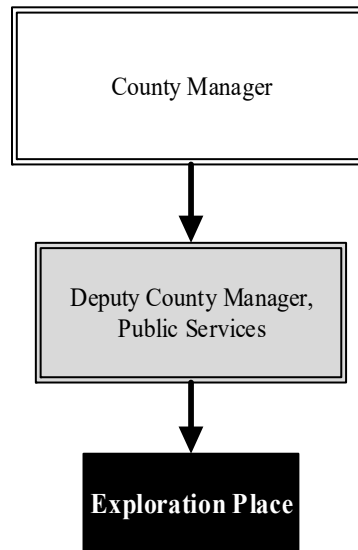 County Manager
Deputy County Manager,
Public Services
Exploration Place